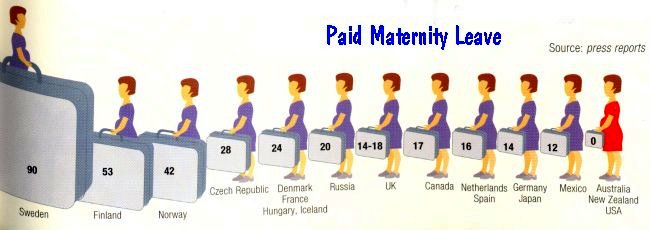 Paid Maternity Leave
Source: press reports
90
53
42
28
24
20
14-18
17
16
14
12
0
Sweden
Finland
Norway
Czech Republic
Denmark
France
Hungary, Iceland
Russia
UK
Canada
Netherlands
Spain
Germany
Japan
Mexico
Australia
New Zealand
USA